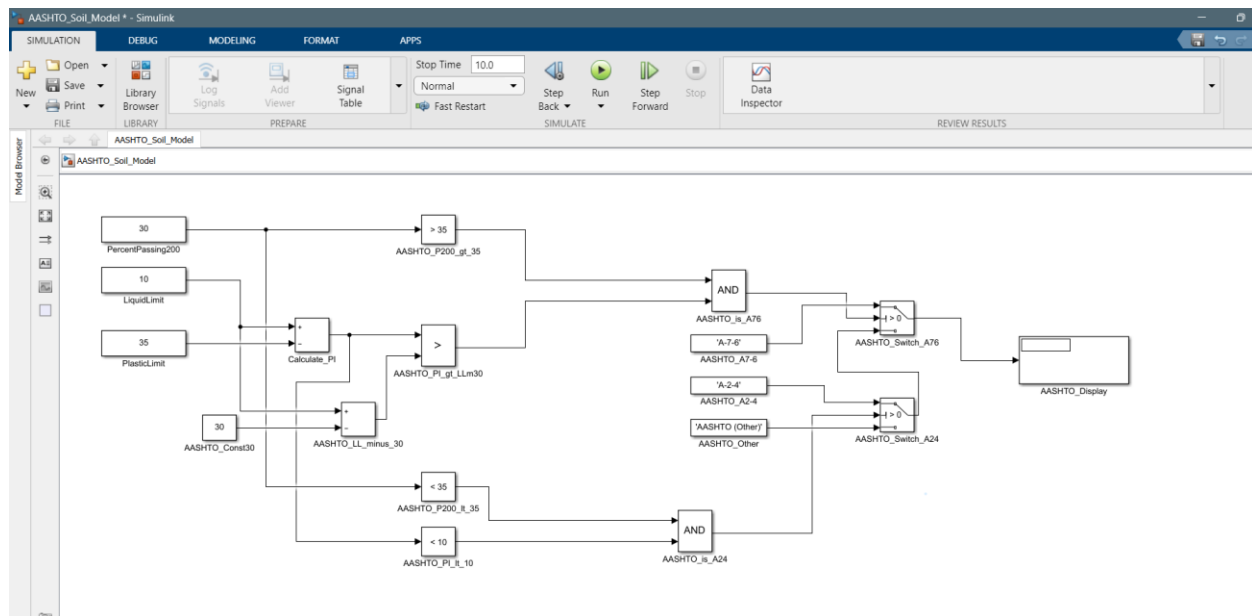 AASHTO_Soil_Model * - Simulink
SIMULATION DEBUG MODELING FORMAT APPS
New
Open
Save
Print
FILE
Library Browser
LIBRARY
Log Signals
Add Viewer
Signal Table
PREPARE
Stop Time 10.0
Normal
Fast Restart
Step Back
Run
Step Forward
Stop
SIMULATE
Data Inspector
REVIEW RESULTS
Model Browser
AASHTO_Soil_Model
AASHTO_Soil_Model
30
PercentPassing200
> 35
AASHTO_P200_gt_35
10
LiquidLimit
35
PlasticLimit
+
−
Calculate_PI
>
AASHTO_PI_gt_LLm30
30
AASHTO_Const30
+
−
AASHTO_LL_minus_30
< 35
AASHTO_P200_lt_35
< 10
AASHTO_PI_lt_10
AND
AASHTO_is_A76
'A-7-6'
AASHTO_A7-6
'A-2-4'
AASHTO_A2-4
'AASHTO (Other)'
AASHTO_Other
AND
AASHTO_is_A24
> 0
AASHTO_Switch_A76
> 0
AASHTO_Switch_A24
AASHTO_Display